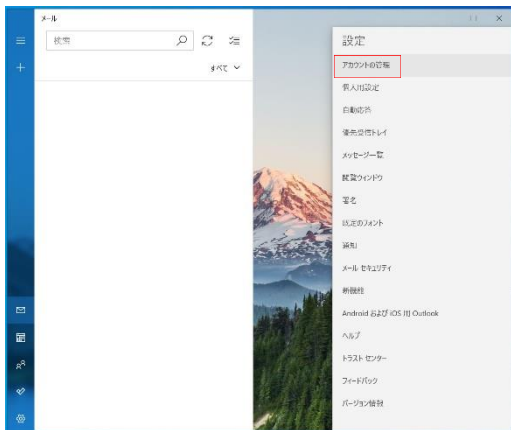 メール
検索
すべて
設定
アカウントの管理
個人用設定
自動応答
優先受信トレイ
メッセージ一覧
閲覧ウィンドウ
署名
既定のフォント
通知
メール セキュリティ
新機能
Android および iOS 用 Outlook
ヘルプ
トラスト センター
フィードバック
バージョン情報